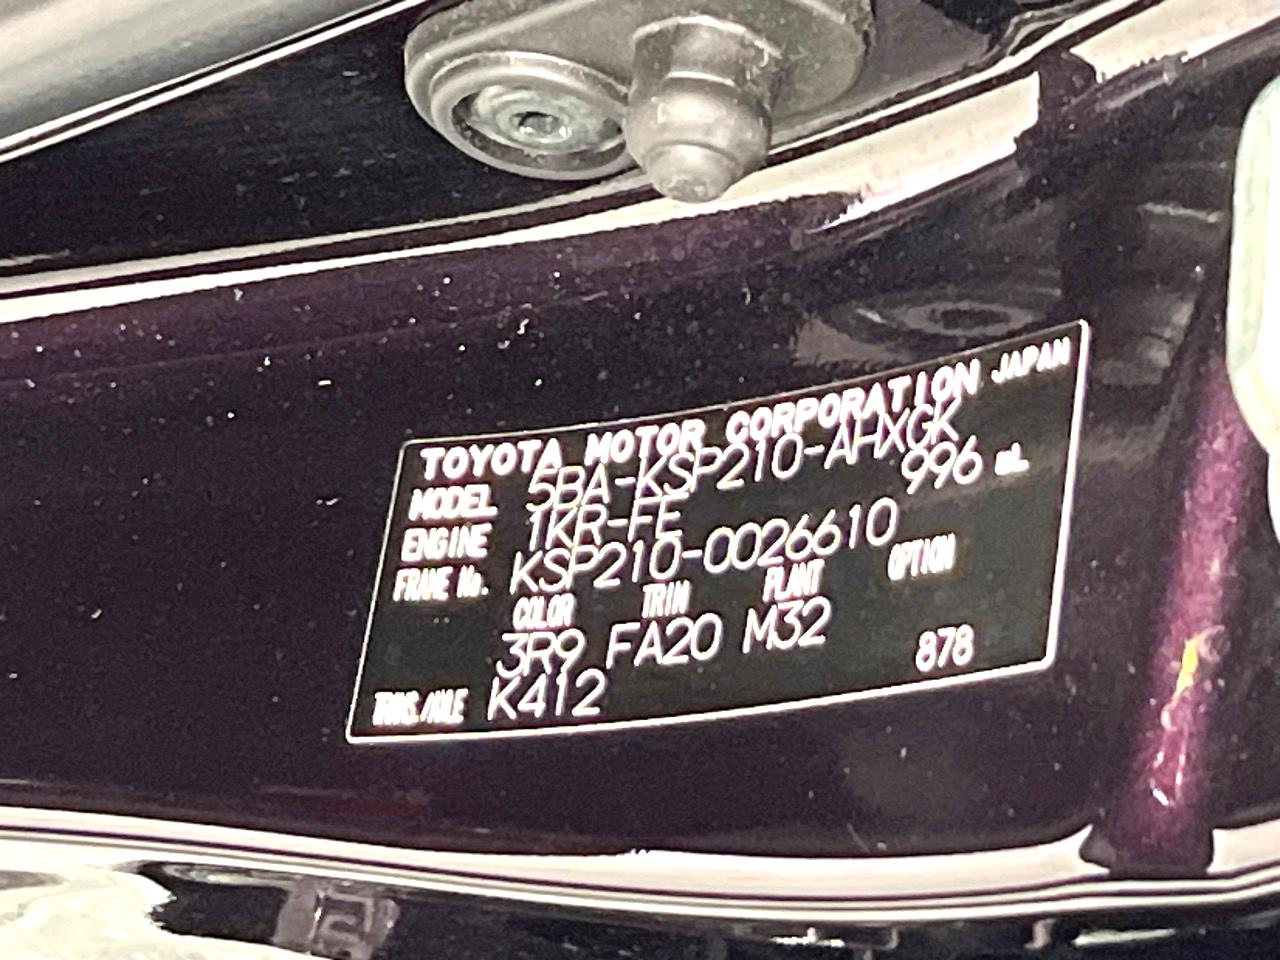 TOYOTA MOTOR CORPORATION JAPAN
MODEL 5BA-KSP210-AHXGK
ENGINE 1KR-FE 996 mL
FRAME No. KSP210-0026610
COLOR TRIM PLANT OPTION
3R9 FA20 M32
TRANS./AXLE K412 878